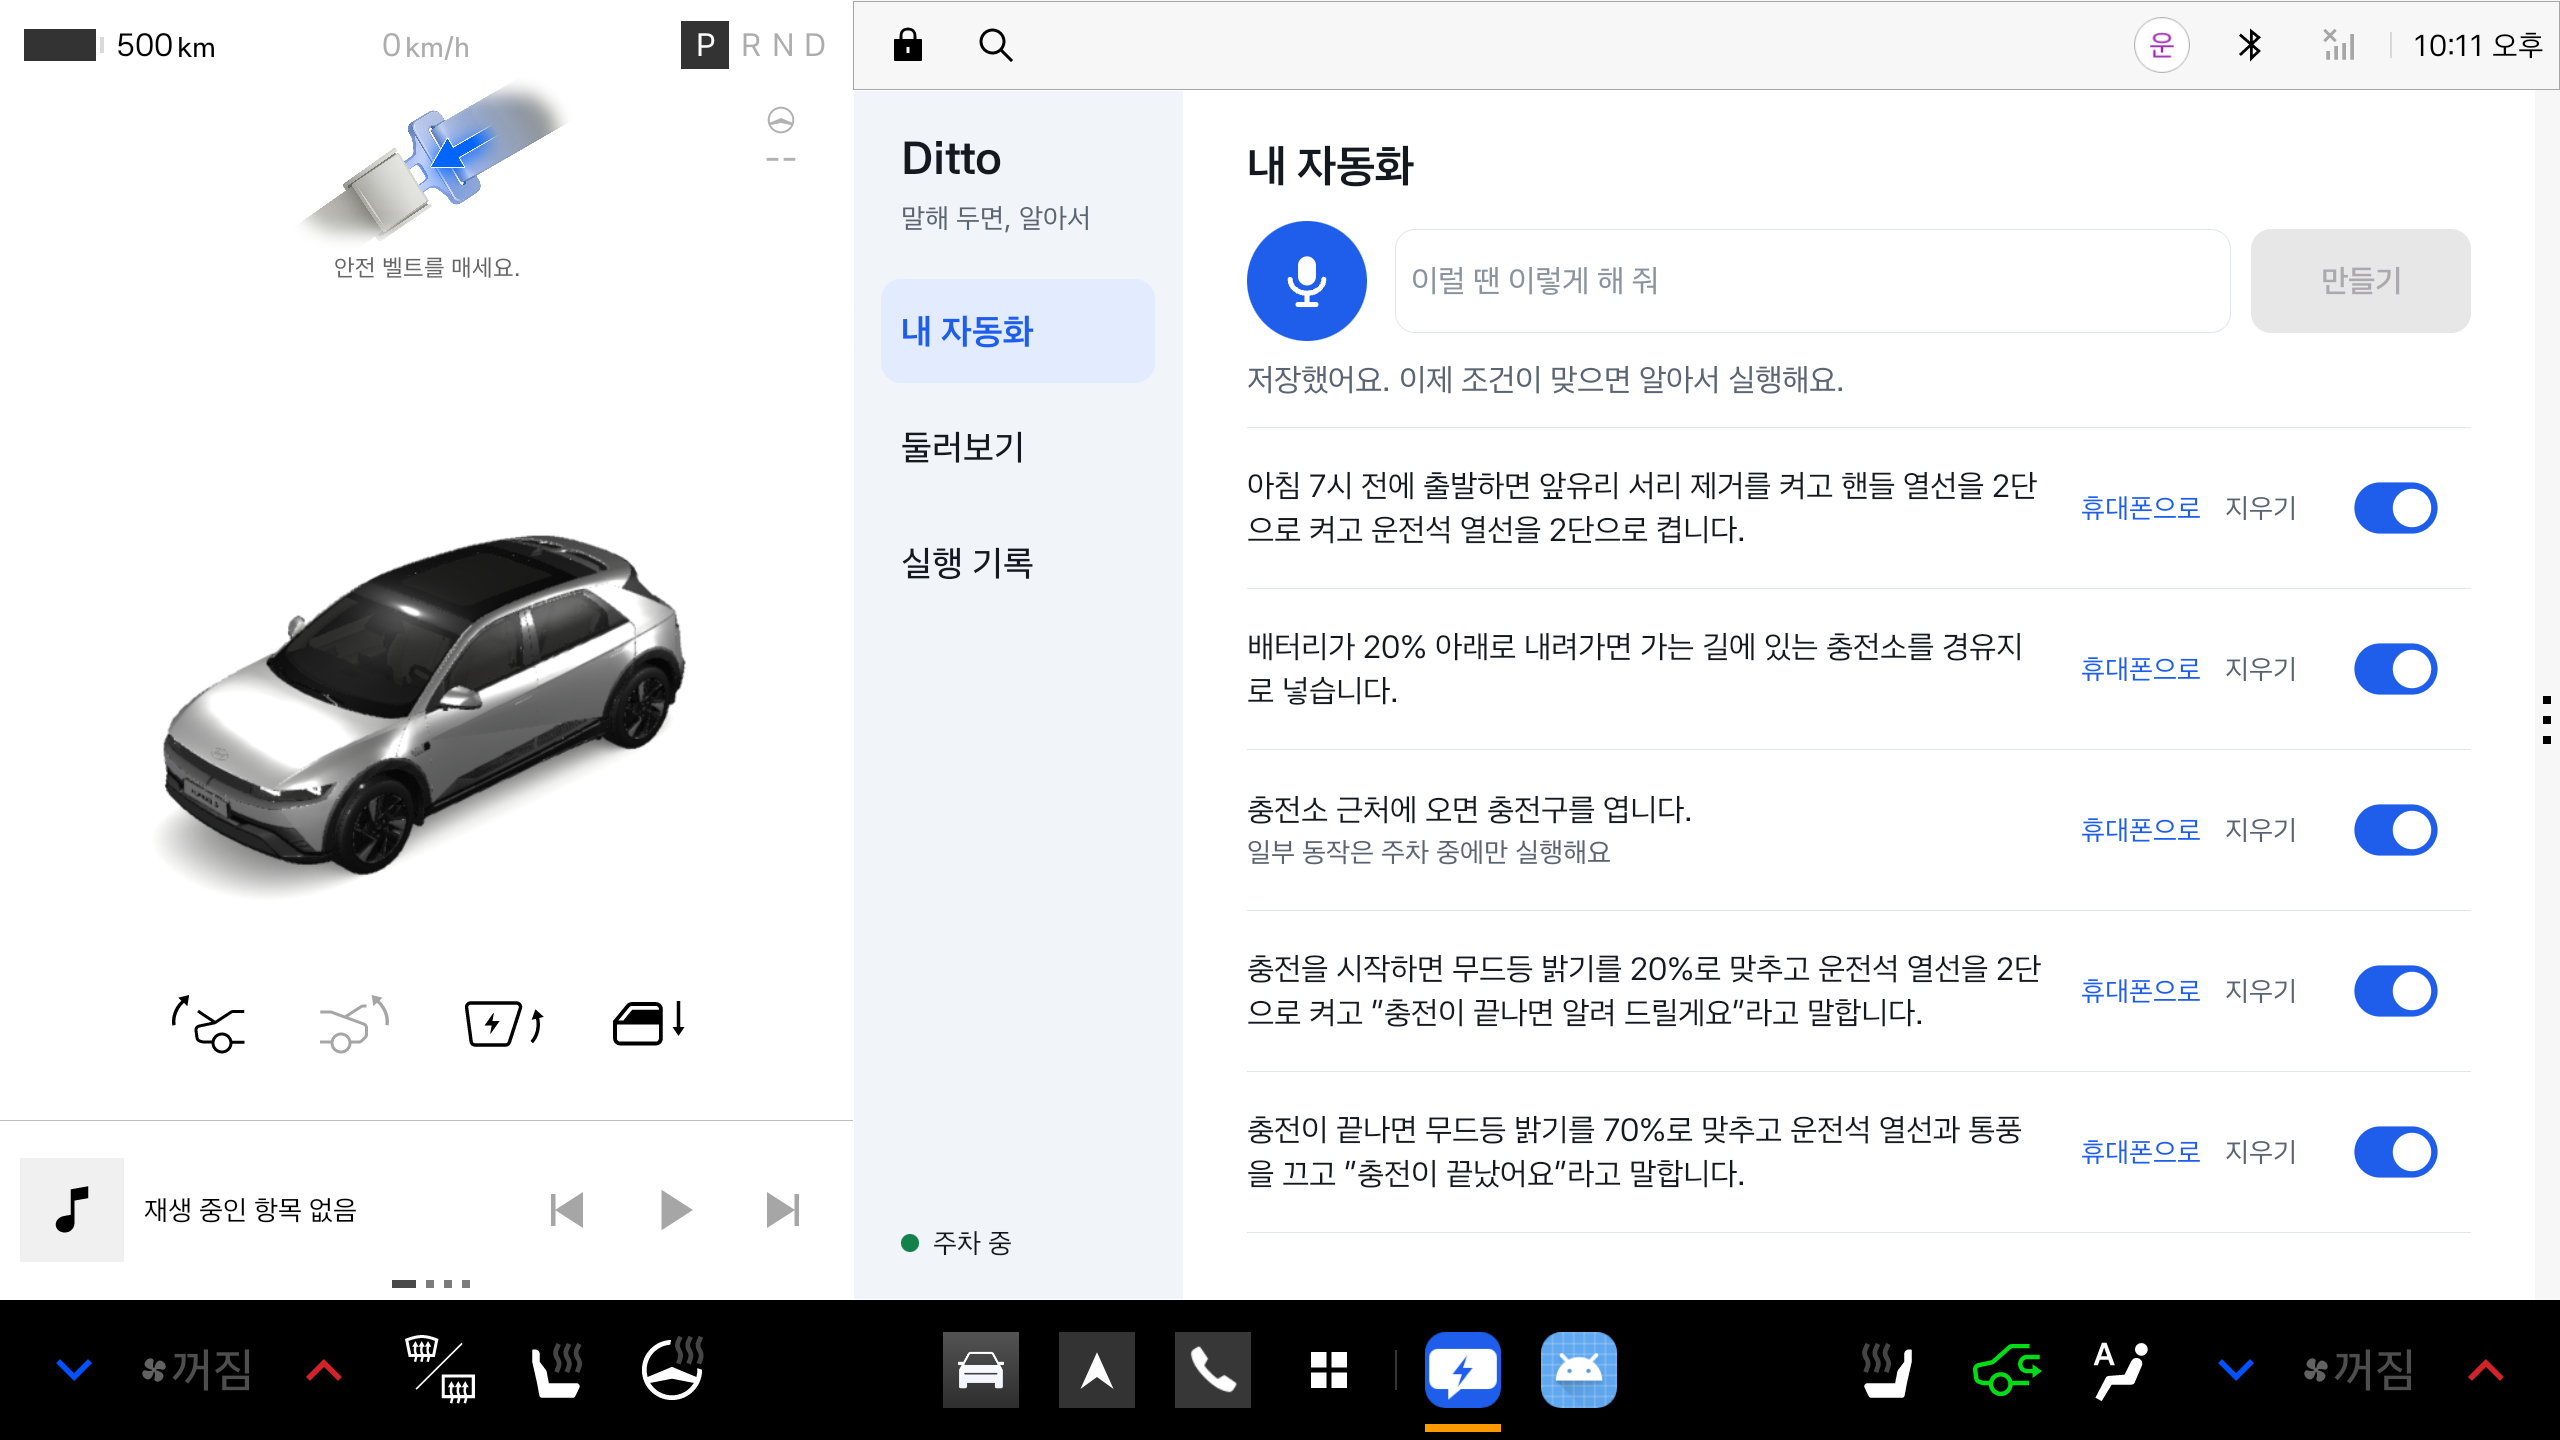 500 km
0 km/h
P R N D
운
10:11 오후
--
안전 벨트를 매세요.
재생 중인 항목 없음
Ditto
말해 두면, 알아서
내 자동화
둘러보기
실행 기록
주차 중
내 자동화
이럴 땐 이렇게 해 줘
만들기
저장했어요. 이제 조건이 맞으면 알아서 실행해요.
아침 7시 전에 출발하면 앞유리 서리 제거를 켜고 핸들 열선을 2단
으로 켜고 운전석 열선을 2단으로 켭니다.
휴대폰으로 지우기
배터리가 20% 아래로 내려가면 가는 길에 있는 충전소를 경유지
로 넣습니다.
휴대폰으로 지우기
충전소 근처에 오면 충전구를 엽니다.
일부 동작은 주차 중에만 실행해요
휴대폰으로 지우기
충전을 시작하면 무드등 밝기를 20%로 맞추고 운전석 열선을 2단
으로 켜고 "충전이 끝나면 알려 드릴게요"라고 말합니다.
휴대폰으로 지우기
충전이 끝나면 무드등 밝기를 70%로 맞추고 운전석 열선과 통풍
을 끄고 "충전이 끝났어요"라고 말합니다.
휴대폰으로 지우기
꺼짐
A
꺼짐